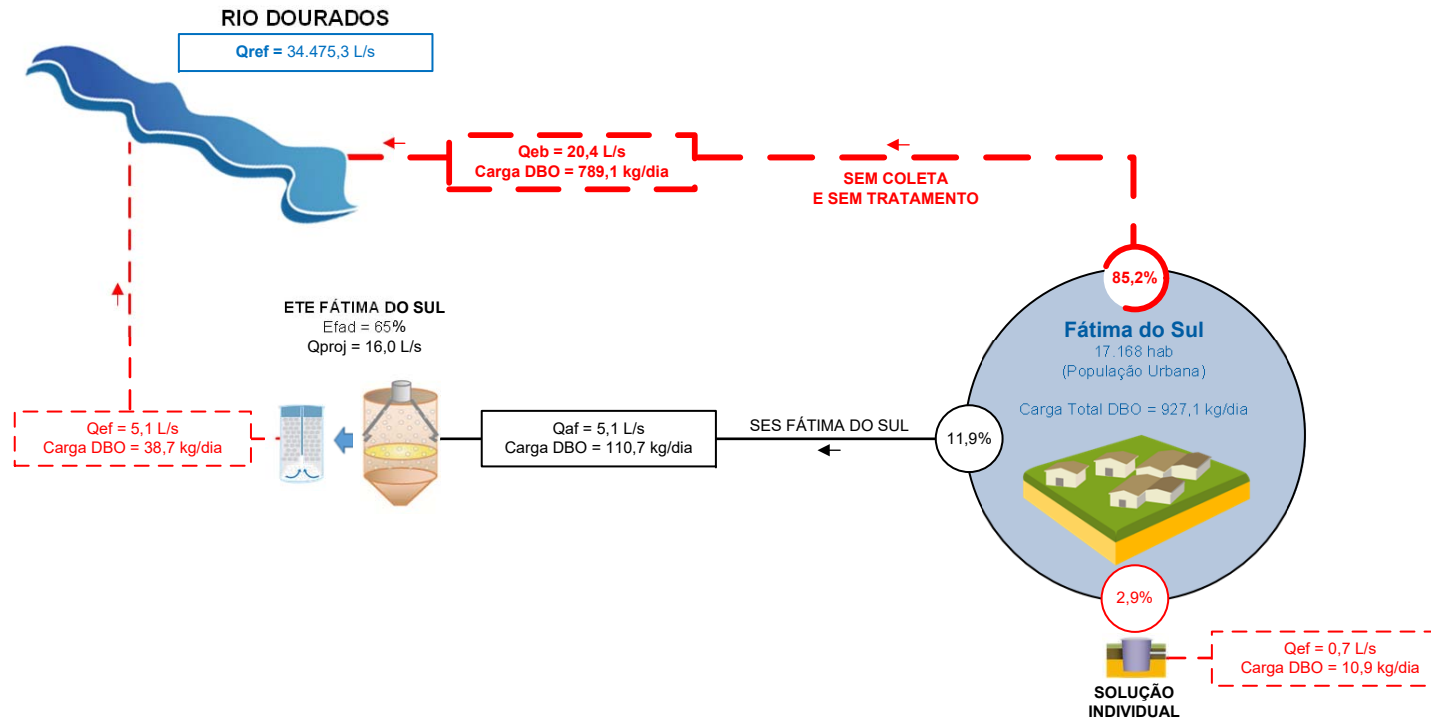 RIO DOURADOS
Qref = 34.475,3 L/s
Qeb = 20,4 L/s
Carga DBO = 789,1 kg/dia
SEM COLETA
E SEM TRATAMENTO
85,2%
Fátima do Sul
17.168 hab
(População Urbana)
Carga Total DBO = 927,1 kg/dia
ETE FÁTIMA DO SUL
Efad = 65%
Qproj = 16,0 L/s
Qef = 5,1 L/s
Carga DBO = 38,7 kg/dia
Qaf = 5,1 L/s
Carga DBO = 110,7 kg/dia
SES FÁTIMA DO SUL
11,9%
2,9%
Qef = 0,7 L/s
Carga DBO = 10,9 kg/dia
SOLUÇÃO
INDIVIDUAL